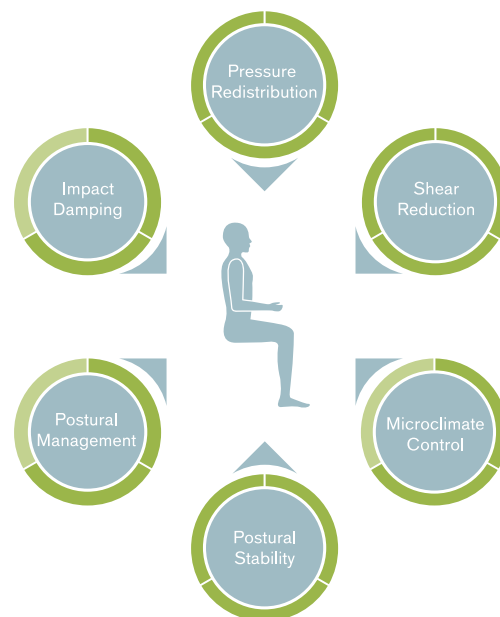 Pressure
Redistribution
Impact
Damping
Shear
Reduction
Postural
Management
Microclimate
Control
Postural
Stability